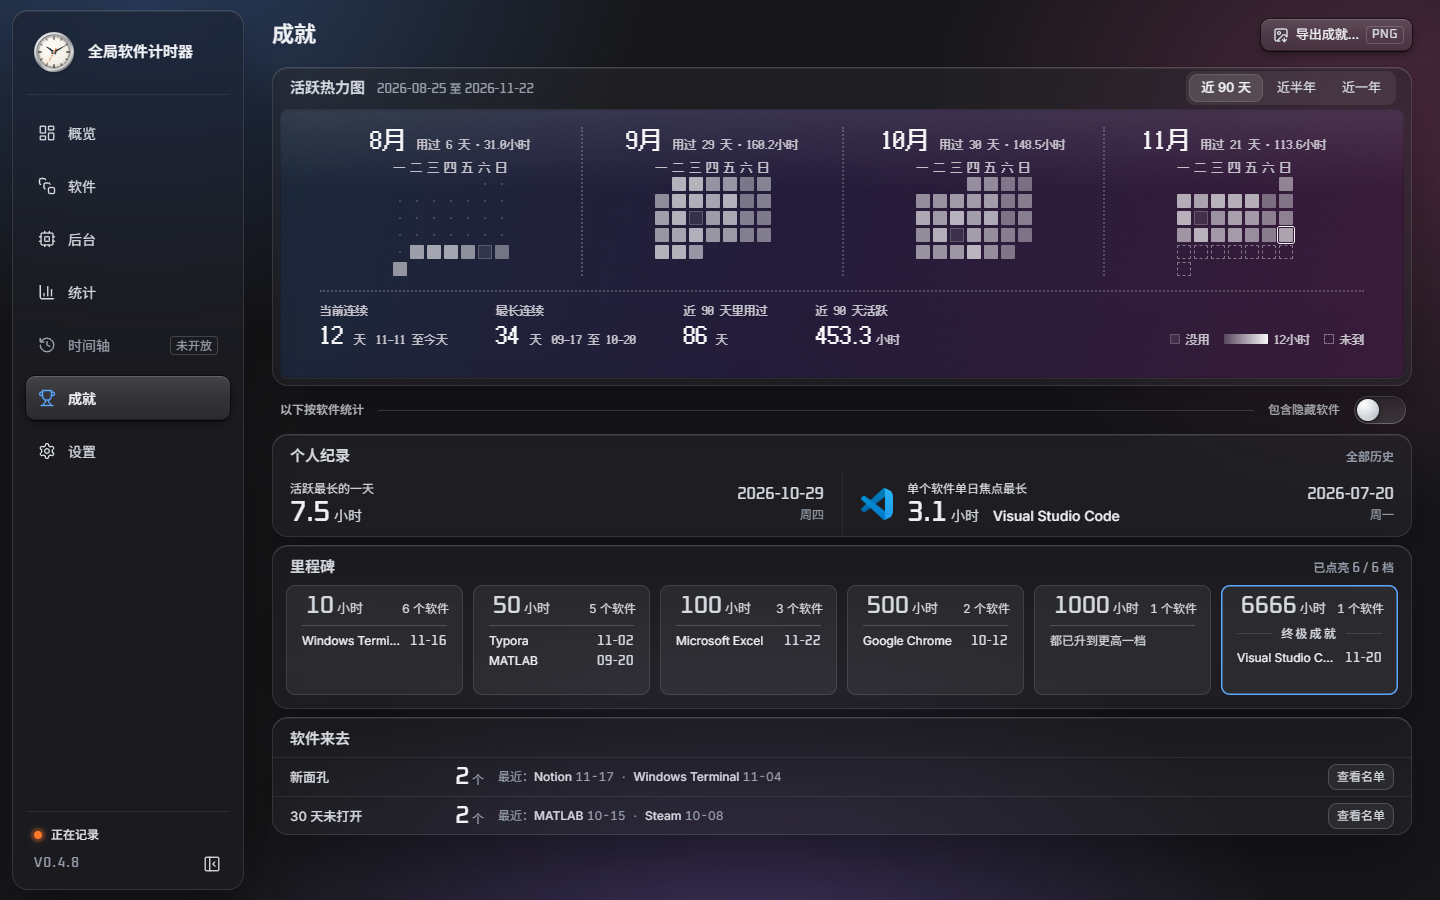 全局软件计时器
概览
软件
后台
统计
时间轴 未开放
成就
设置
正在记录
V0.4.8
成就
导出成就... PNG
活跃热力图 2026-08-25 至 2026-11-22
近 90 天 近半年 近一年
8月 用过 6 天·31.0小时
一 二 三 四 五 六 日
9月 用过 29 天·160.2小时
一 二 三 四 五 六 日
10月 用过 30 天·148.5小时
一 二 三 四 五 六 日
11月 用过 21 天·113.6小时
一 二 三 四 五 六 日
当前连续
12 天 11-11 至今天
最长连续
34 天 09-17 至 10-20
近 90 天里用过
86 天
近 90 天活跃
453.3 小时
没用 12小时 未到
以下按软件统计
包含隐藏软件
个人纪录
全部历史
活跃最长的一天
7.5 小时
2026-10-29
周四
单个软件单日焦点最长
3.1 小时 Visual Studio Code
2026-07-20
周一
里程碑
已点亮 6 / 6 档
10 小时 6 个软件
Windows Termi... 11-16
50 小时 5 个软件
Typora 11-02
MATLAB 09-20
100 小时 3 个软件
Microsoft Excel 11-22
500 小时 2 个软件
Google Chrome 10-12
1000 小时 1 个软件
都已升到更高一档
6666 小时 1 个软件
终极成就
Visual Studio C... 11-20
软件来去
新面孔 2 个 最近: Notion 11-17 · Windows Terminal 11-04 查看名单
30 天未打开 2 个 最近: MATLAB 10-15 · Steam 10-08 查看名单